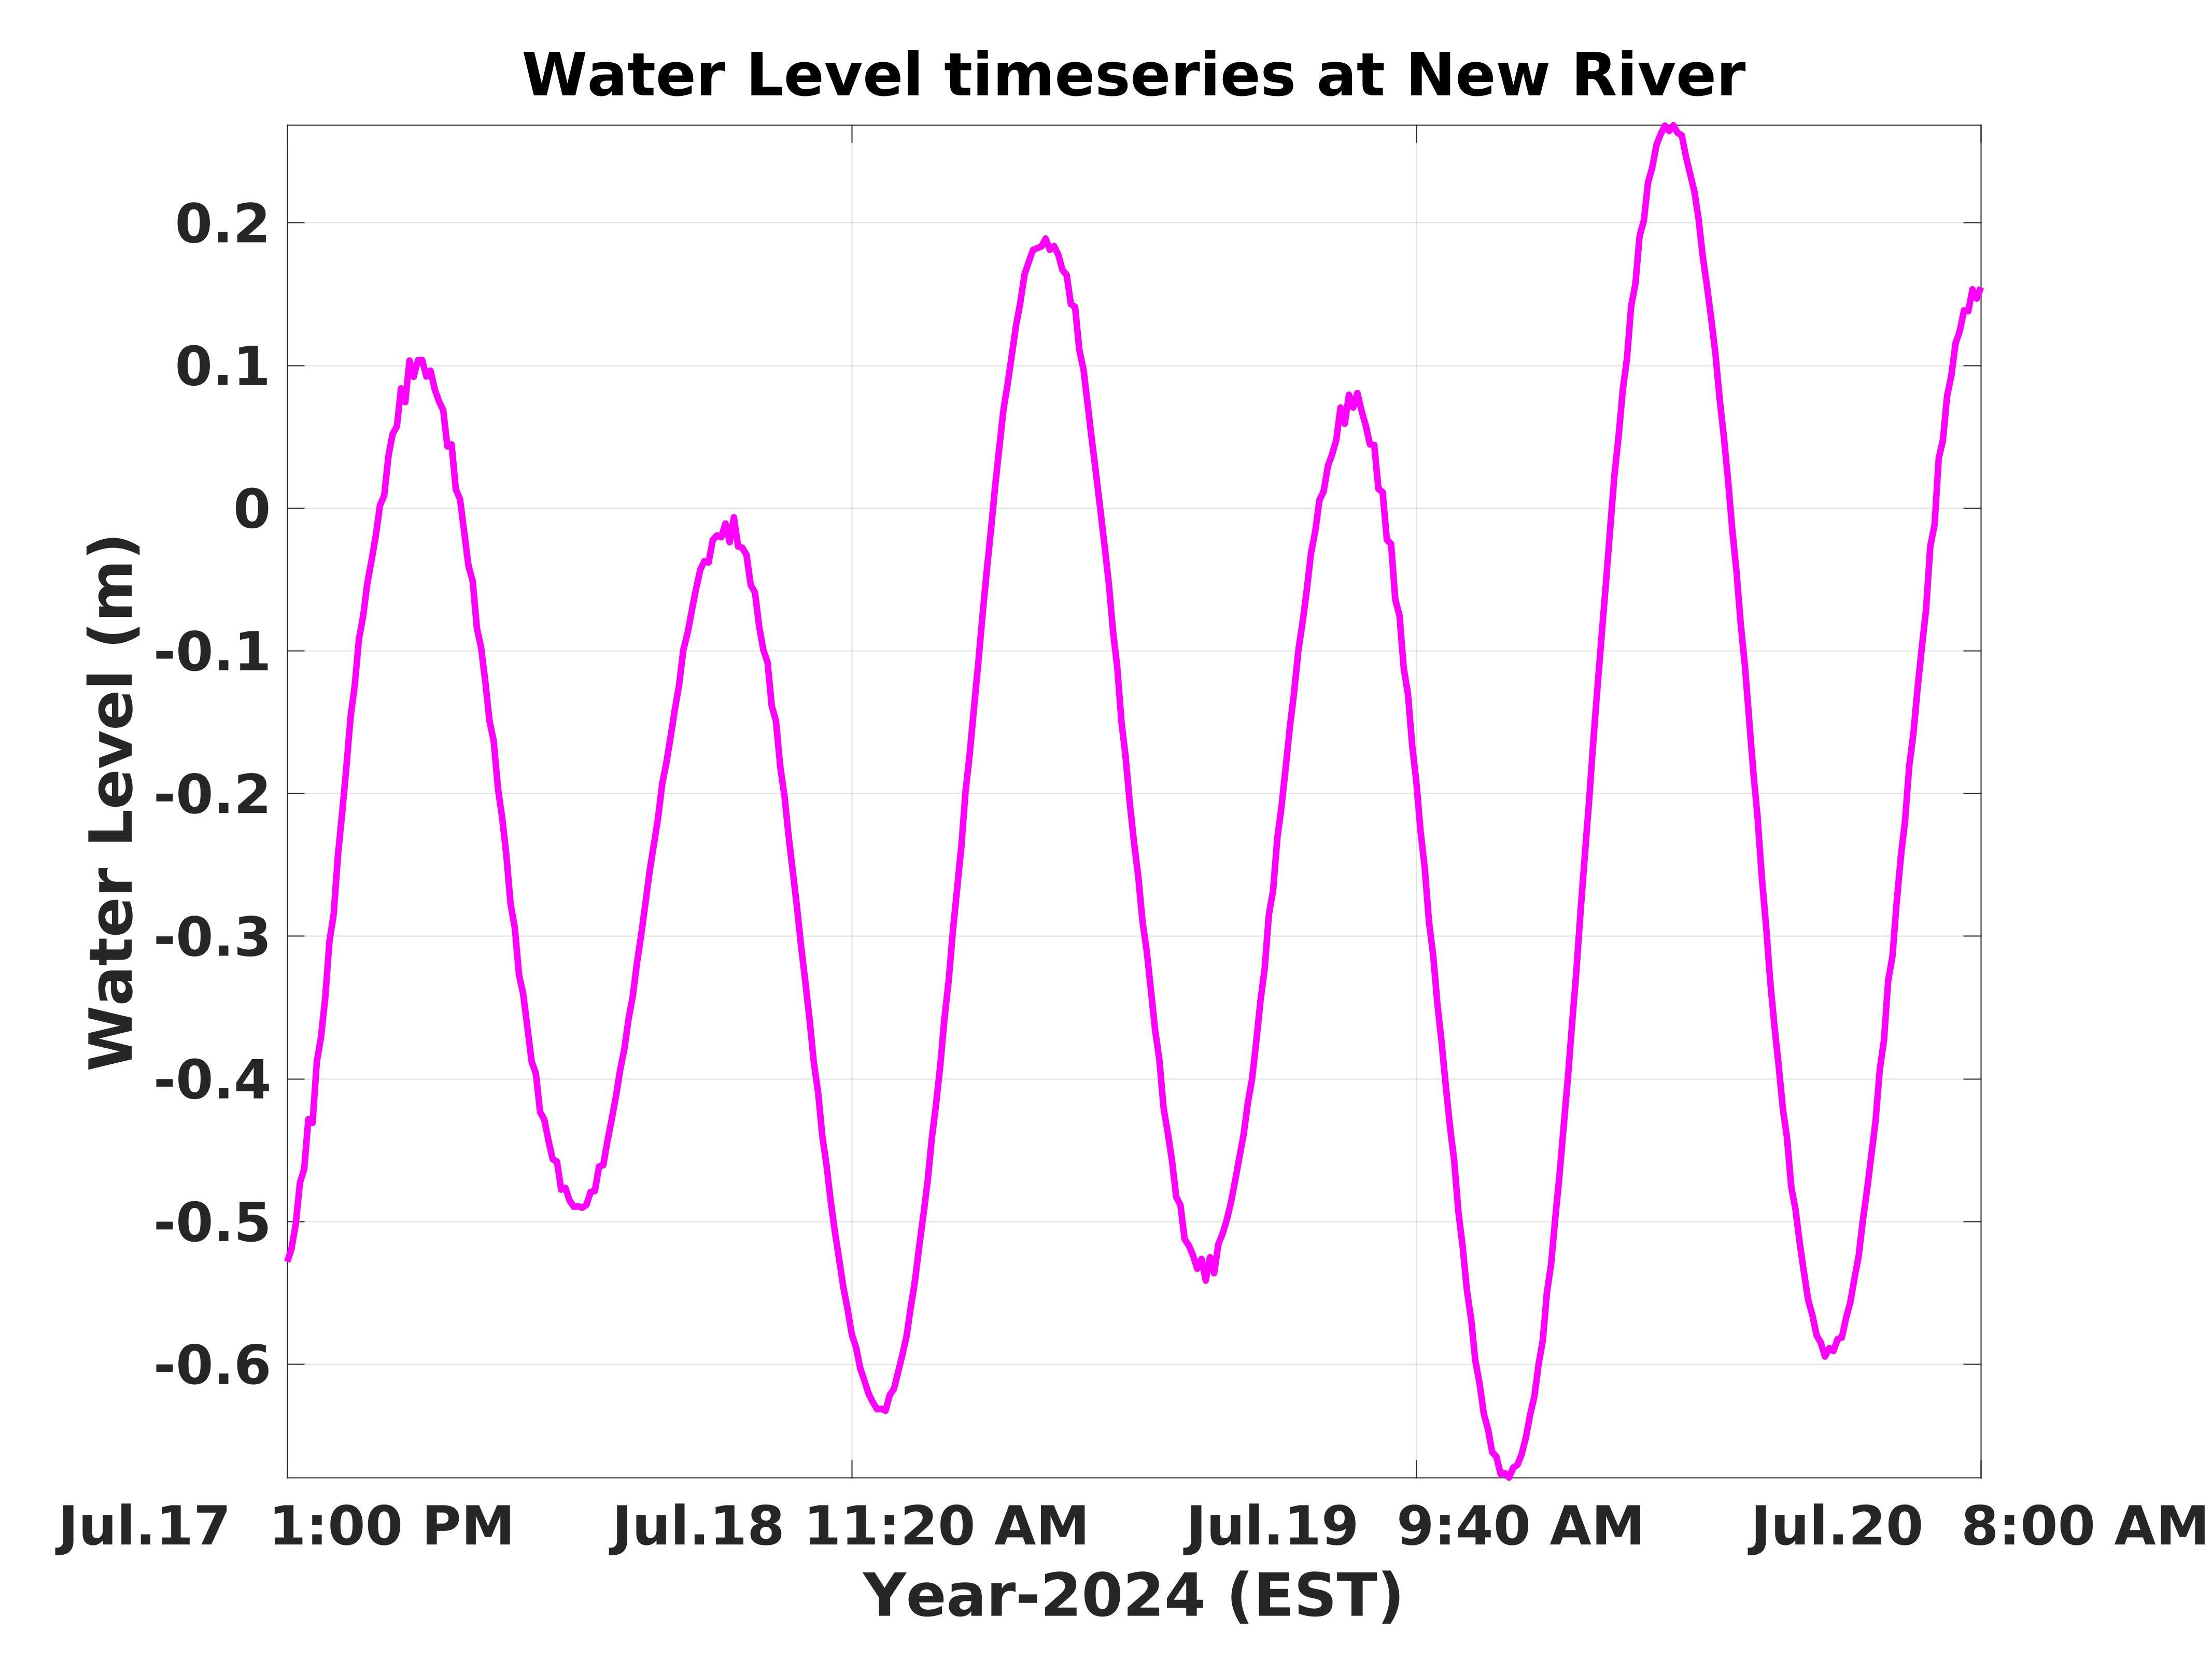 Water Level timeseries at New River
Water Level (m)
0.2
0.1
0
-0.1
-0.2
-0.3
-0.4
-0.5
-0.6
Jul.17 1:00 PM
Jul.18 11:20 AM
Jul.19 9:40 AM
Jul.20 8:00 AM
Year-2024 (EST)